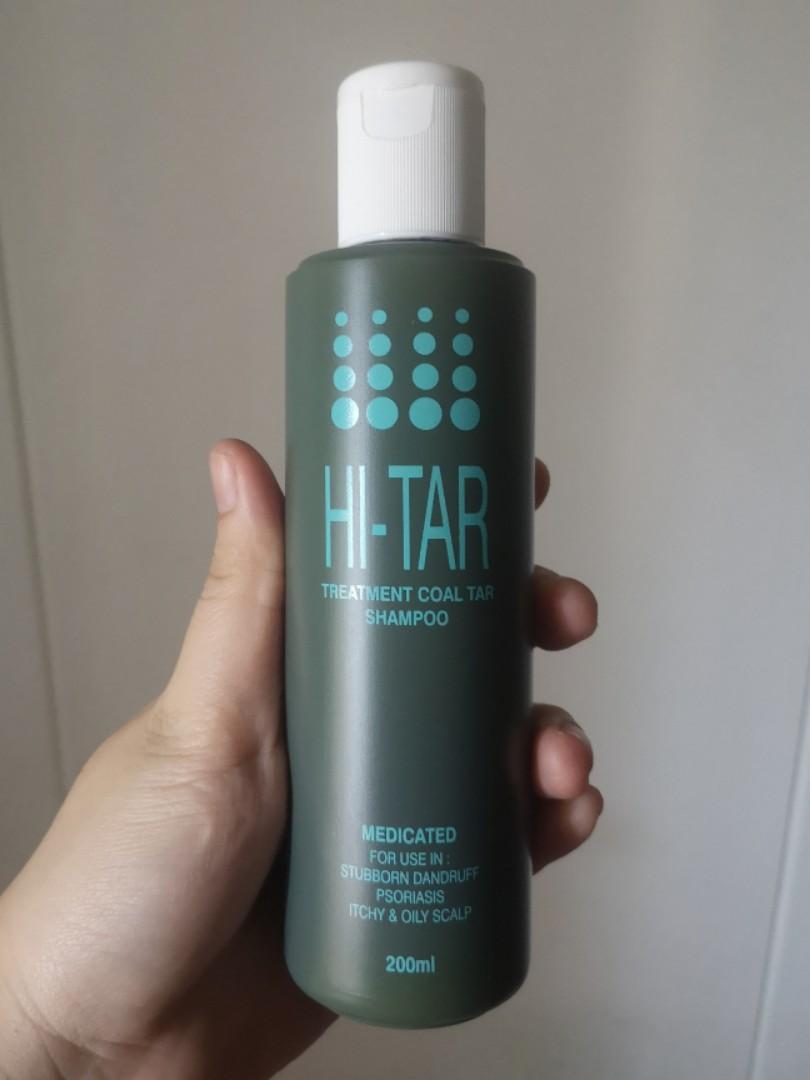 HI-TAR
TREATMENT COAL TAR
SHAMPOO
MEDICATED
FOR USE IN :
STUBBORN DANDRUFF
PSORIASIS
ITCHY & OILY SCALP
200ml